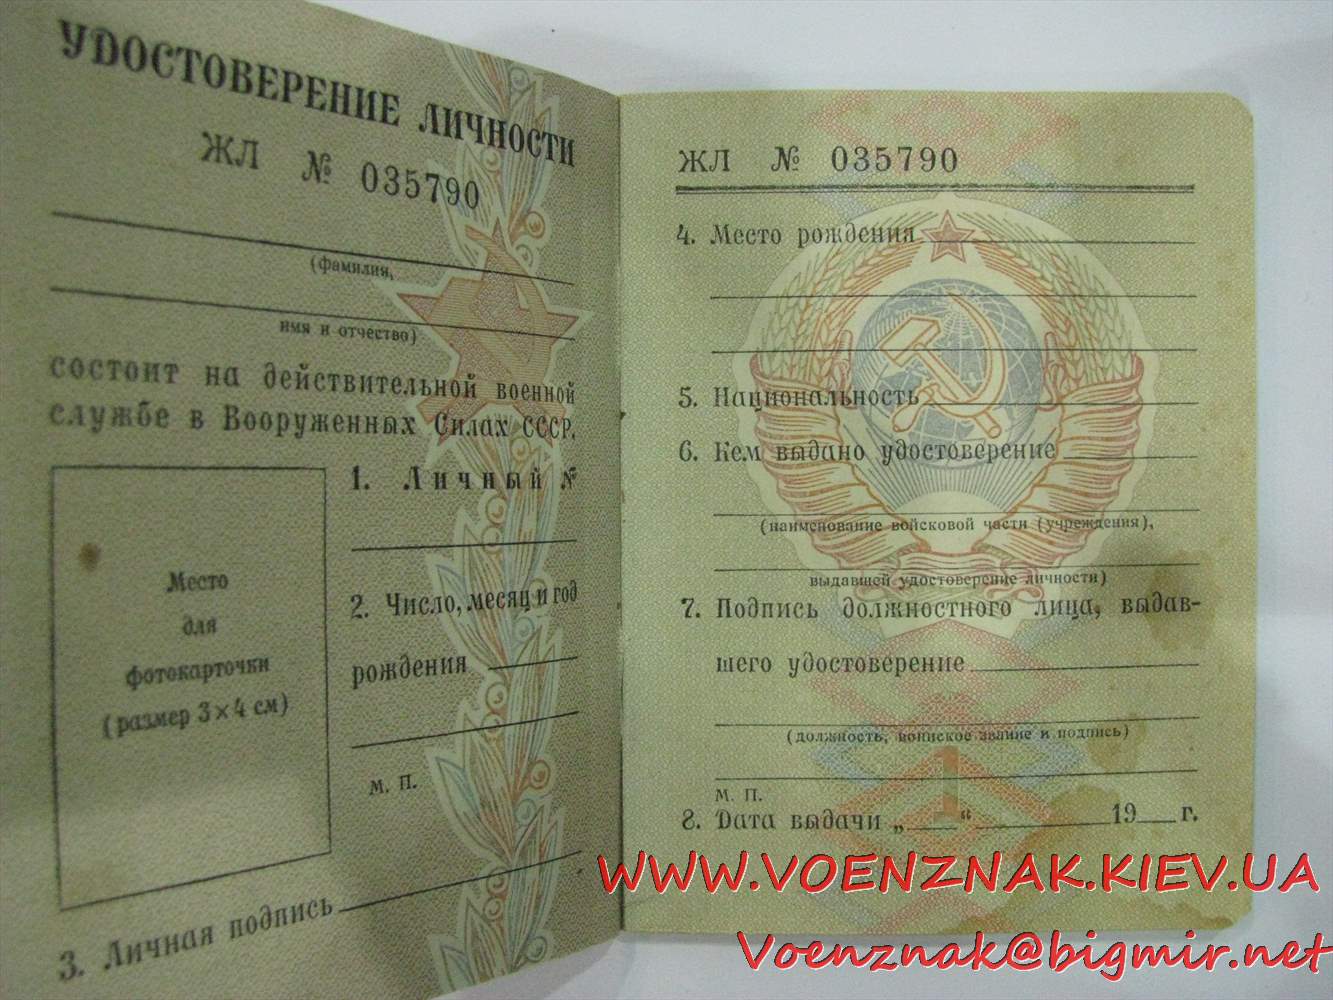 УДОСТОВЕРЕНИЕ ЛИЧНОСТИ
ЖЛ № 035790
(фамилия,
имя и отчество)
состоит на действительной военной
службе в Вооруженных Силах СССР.
Место
для
фотокарточки
(размер 3×4 см)
1. Личный №
2. Число, месяц и год
рождения
М. П.
3. Личная подпись
ЖЛ № 035790
4. Место рождения
5. Национальность
6. Кем выдано удостоверение
(наименование войсковой части (учреждения),
выдавшей удостоверение личности)
7. Подпись должностного лица, выдав-
шего удостоверение
(должность, воинское звание и подпись)
М. П.
1
8. Дата выдачи „ “ 19 г.
WWW.VOENZNAK.KIEV.UA
Voenznak@bigmir.net